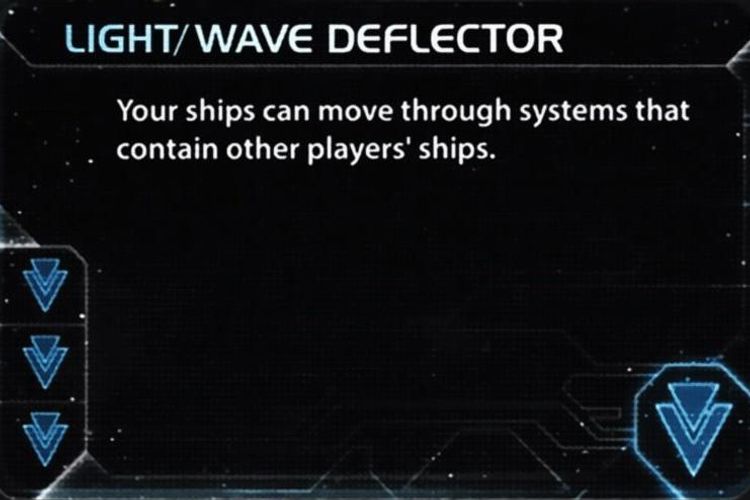 LIGHT/WAVE DEFLECTOR
Your ships can move through systems that
contain other players' ships.